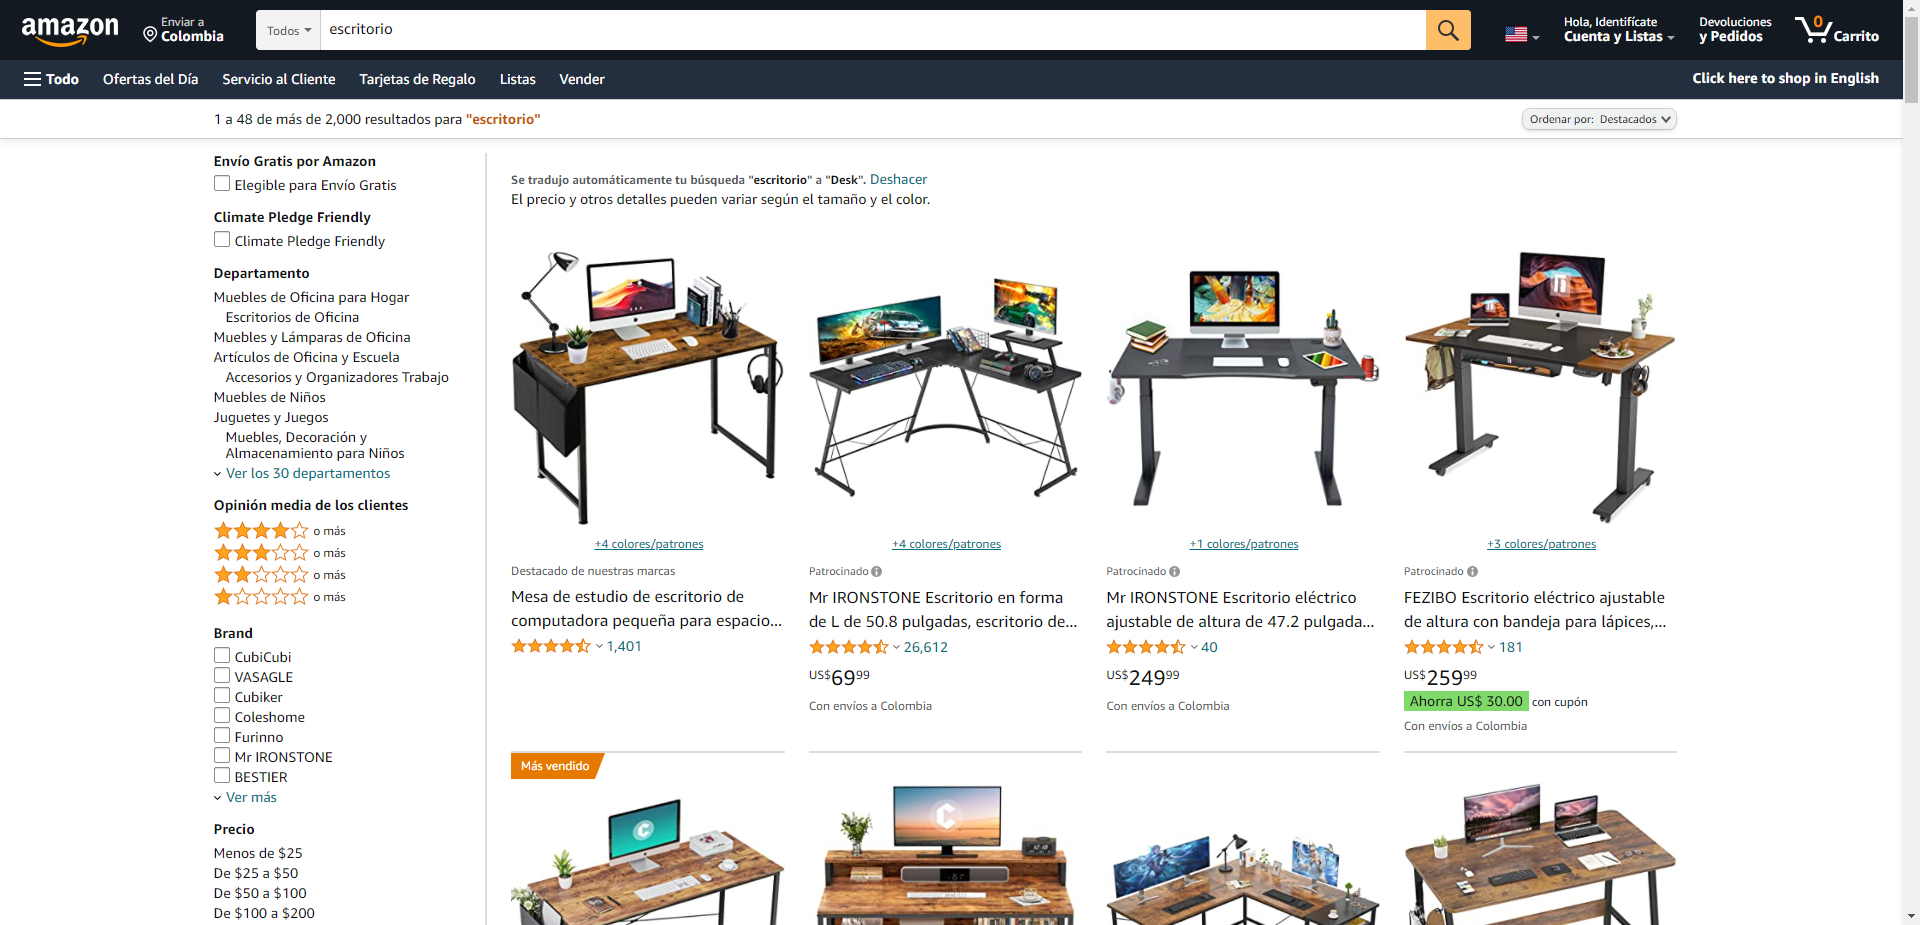 amazon
Enviar a
Colombia
Todos
escritorio
Hola, Identifícate
Cuenta y Listas
Devoluciones
y Pedidos
0
Carrito
Todo
Ofertas del Día
Servicio al Cliente
Tarjetas de Regalo
Listas
Vender
Click here to shop in English
1 a 48 de más de 2,000 resultados para "escritorio"
Ordenar por: Destacados
Envío Gratis por Amazon
Elegible para Envío Gratis
Climate Pledge Friendly
Climate Pledge Friendly
Departamento
Muebles de Oficina para Hogar
Escritorios de Oficina
Muebles y Lámparas de Oficina
Artículos de Oficina y Escuela
Accesorios y Organizadores Trabajo
Muebles de Niños
Juguetes y Juegos
Muebles, Decoración y
Almacenamiento para Niños
Ver los 30 departamentos
Opinión media de los clientes
o más
o más
o más
o más
Brand
CubiCubi
VASAGLE
Cubiker
Coleshome
Furinno
Mr IRONSTONE
BESTIER
Ver más
Precio
Menos de $25
De $25 a $50
De $50 a $100
De $100 a $200
Se tradujo automáticamente tu búsqueda "escritorio" a "Desk". Deshacer
El precio y otros detalles pueden variar según el tamaño y el color.
+4 colores/patrones
Destacado de nuestras marcas
Mesa de estudio de escritorio de
computadora pequeña para espacio...
1,401
+4 colores/patrones
Patrocinado
Mr IRONSTONE Escritorio en forma
de L de 50.8 pulgadas, escritorio de...
26,612
US$69.99
Con envíos a Colombia
+1 colores/patrones
Patrocinado
Mr IRONSTONE Escritorio eléctrico
ajustable de altura de 47.2 pulgada...
40
US$249.99
Con envíos a Colombia
+3 colores/patrones
Patrocinado
FEZIBO Escritorio eléctrico ajustable
de altura con bandeja para lápices,...
181
US$259.99
Ahorra US$ 30.00 con cupón
Con envíos a Colombia
Más vendido